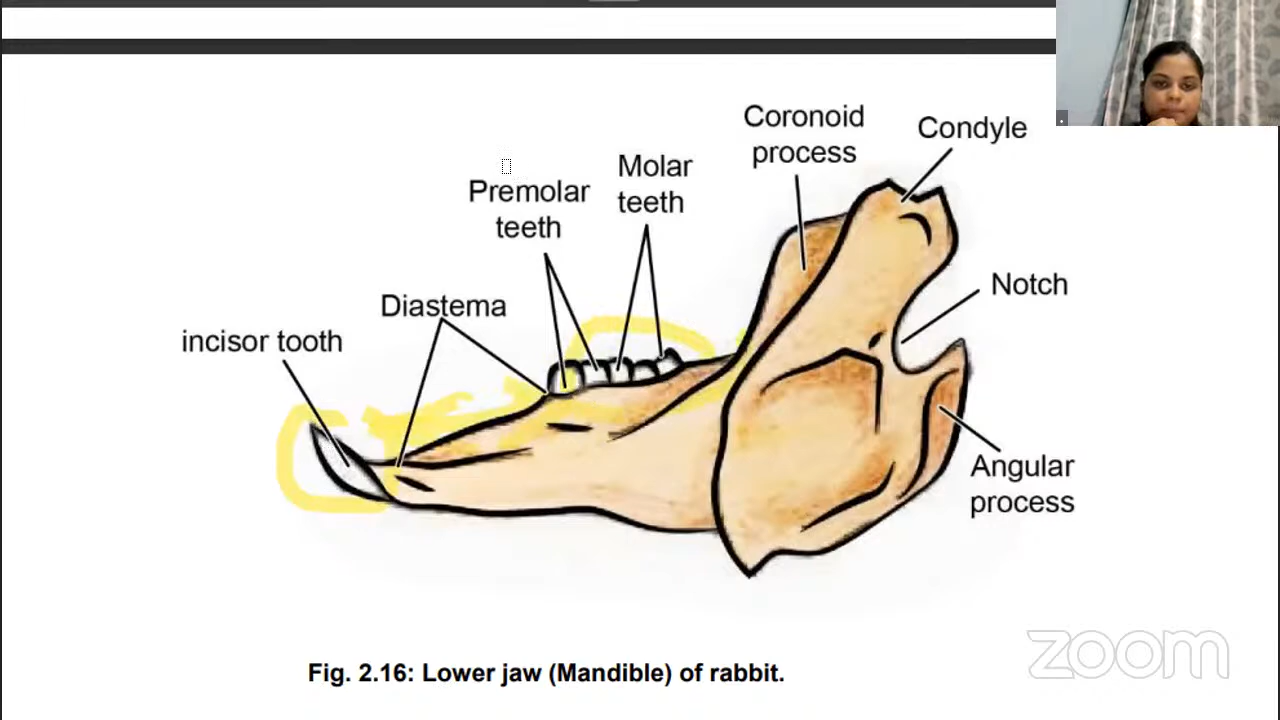 Coronoid
process
Condyle
Molar
teeth
Premolar
teeth
Notch
Diastema
incisor tooth
Angular
process
zoom
Fig. 2.16: Lower jaw (Mandible) of rabbit.